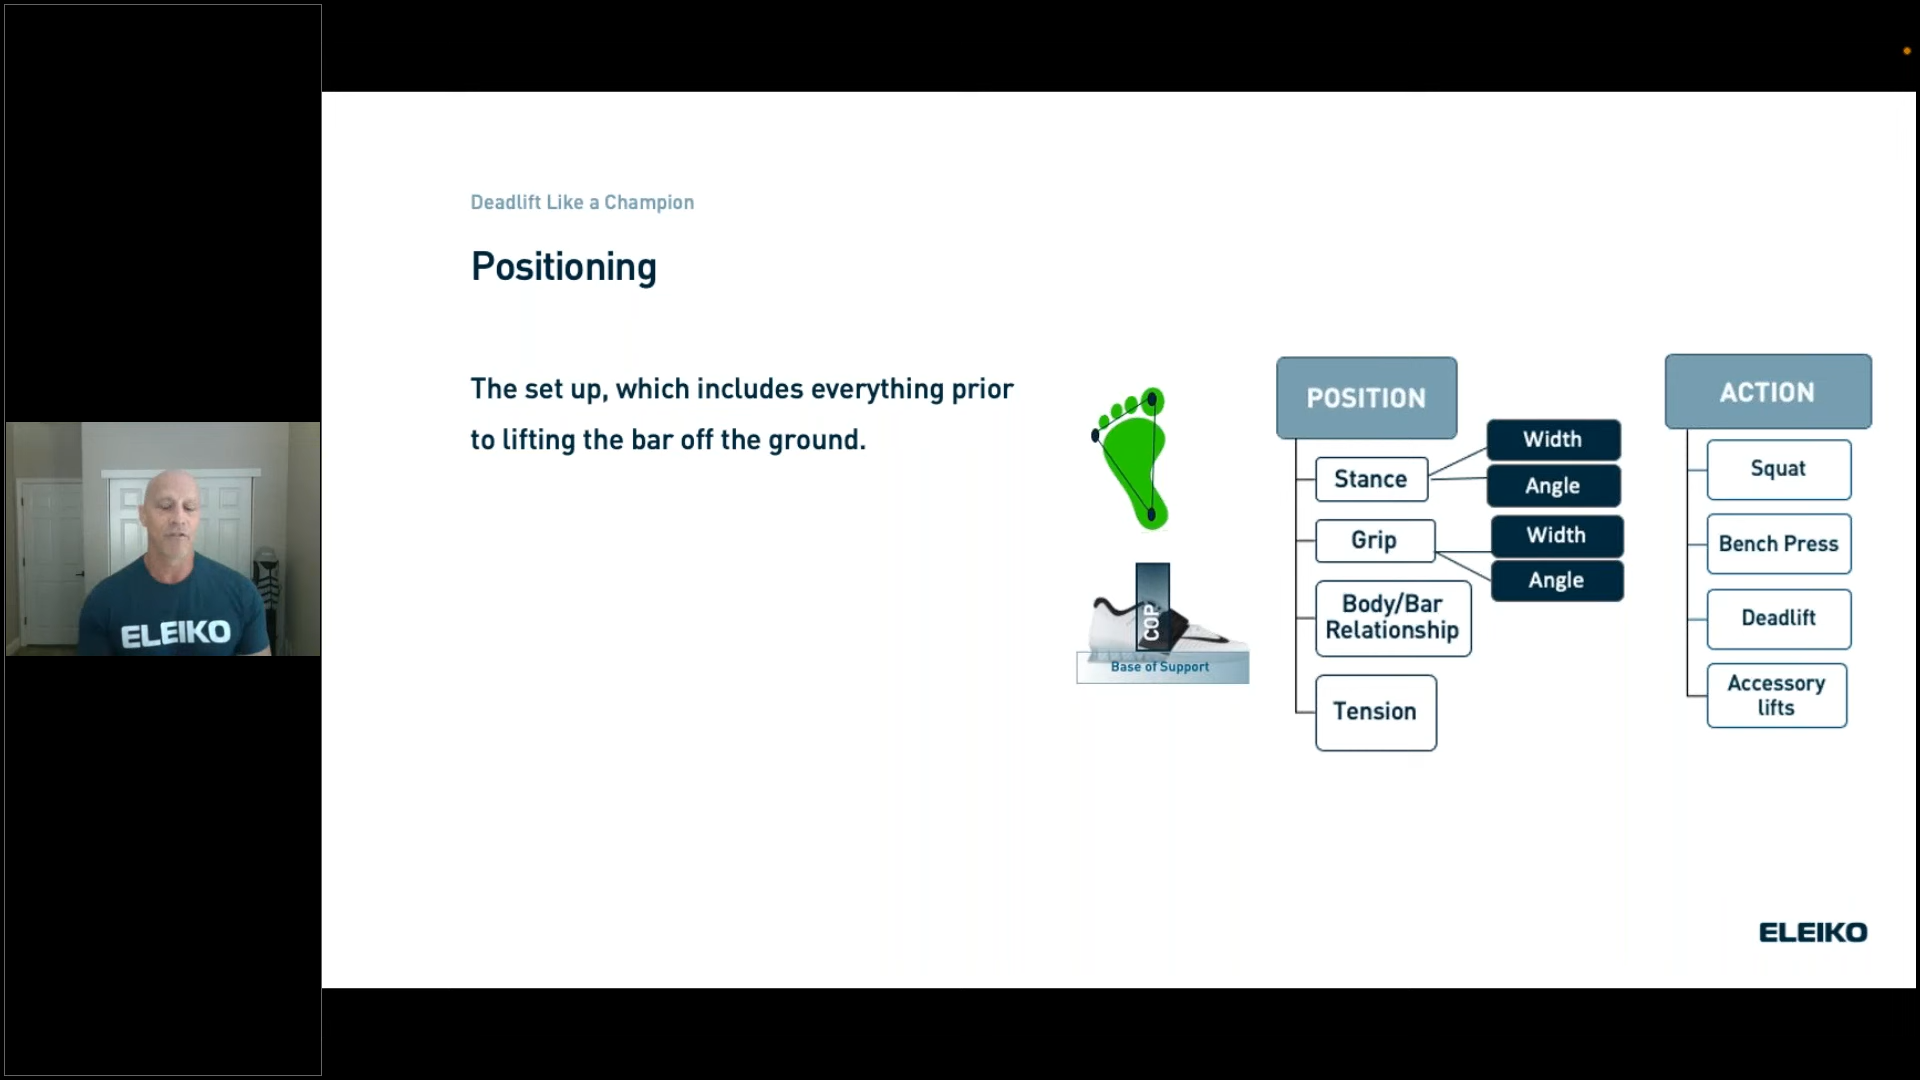 Deadlift Like a Champion
Positioning
The set up, which includes everything prior
to lifting the bar off the ground.
COP
Base of Support
POSITION
Stance
Width
Angle
Grip
Width
Angle
Body/Bar
Relationship
Tension
ACTION
Squat
Bench Press
Deadlift
Accessory
lifts
ELEIKO
ELEIKO